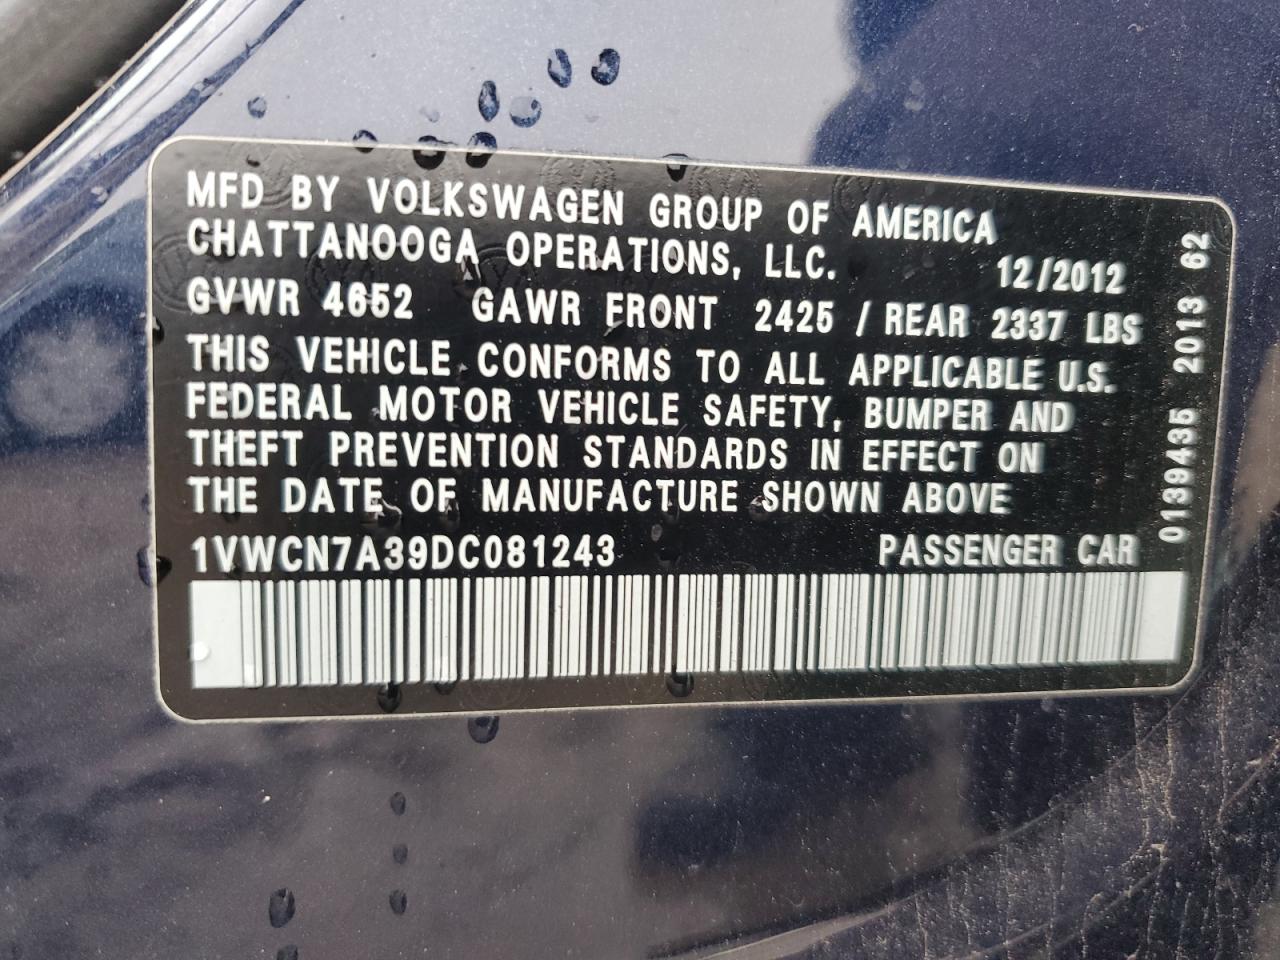 MFD BY VOLKSWAGEN GROUP OF AMERICA
CHATTANOOGA OPERATIONS, LLC. 12/2012
GVWR 4652 GAWR FRONT 2425 / REAR 2337 LBS
THIS VEHICLE CONFORMS TO ALL APPLICABLE U.S.
FEDERAL MOTOR VEHICLE SAFETY, BUMPER AND
THEFT PREVENTION STANDARDS IN EFFECT ON
THE DATE OF MANUFACTURE SHOWN ABOVE
1VWCN7A39DC081243 PASSENGER CAR
0139435 2013 62